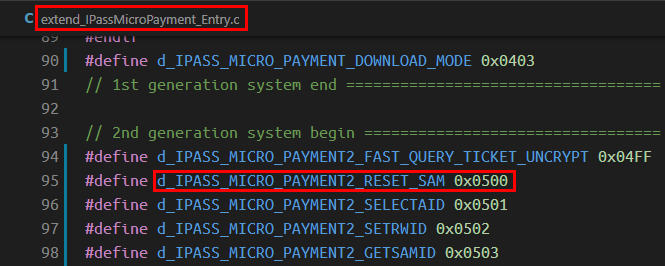 C extend_IPassMicroPayment_Entry.c
89 #endif
90 #define d_IPASS_MICRO_PAYMENT_DOWNLOAD_MODE 0x0403
91 // 1st generation system end ===================================
92
93 // 2nd generation system begin =================================
94 #define d_IPASS_MICRO_PAYMENT2_FAST_QUERY_TICKET_UNCRYPT 0x04FF
95 #define d_IPASS_MICRO_PAYMENT2_RESET_SAM 0x0500
96 #define d_IPASS_MICRO_PAYMENT2_SELECTAID 0x0501
97 #define d_IPASS_MICRO_PAYMENT2_SETRWID 0x0502
98 #define d_IPASS_MICRO_PAYMENT2_GETSAMID 0x0503